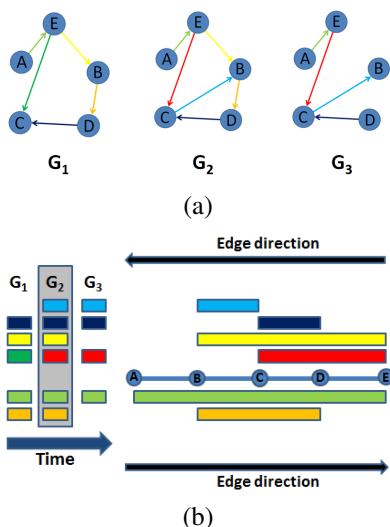 E
E
E
A
B
A
B
A
B
C
D
C
D
C
D
G1
G2
G3
(a)
Edge direction
G1 G2 G3
A B C D E
Time
Edge direction
(b)